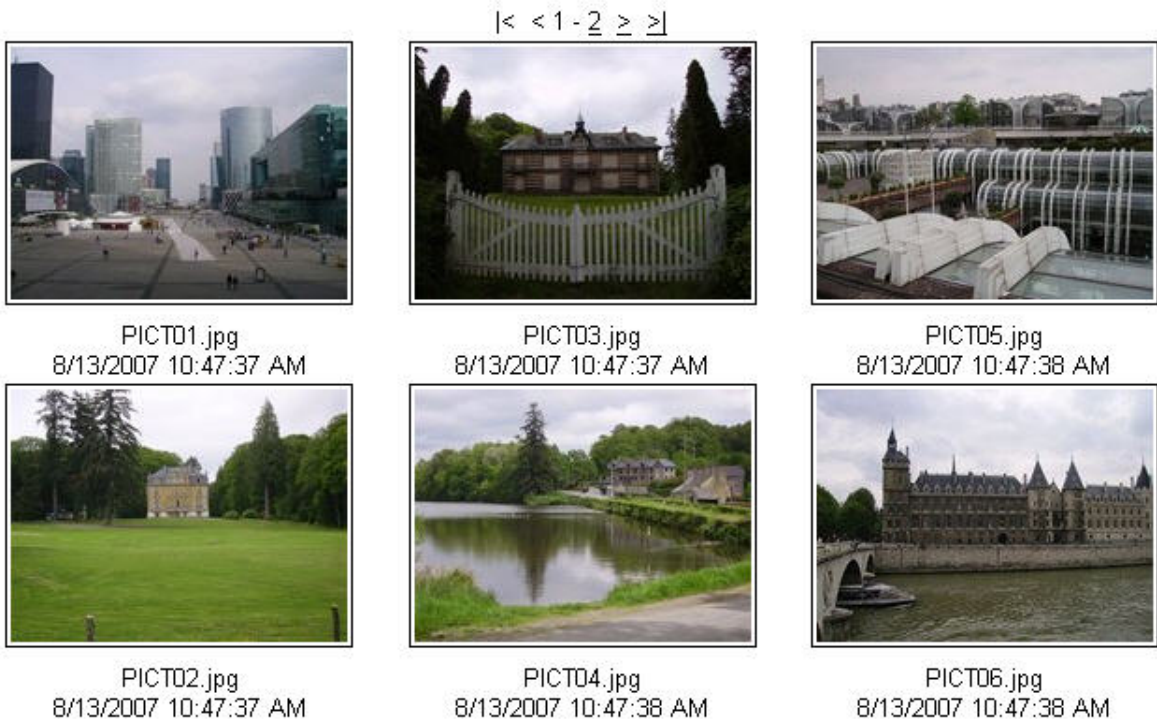 |< < 1 - 2 > >|
PICT01.jpg
8/13/2007 10:47:37 AM
PICT03.jpg
8/13/2007 10:47:37 AM
PICT05.jpg
8/13/2007 10:47:38 AM
PICT02.jpg
8/13/2007 10:47:37 AM
PICT04.jpg
8/13/2007 10:47:38 AM
PICT06.jpg
8/13/2007 10:47:38 AM